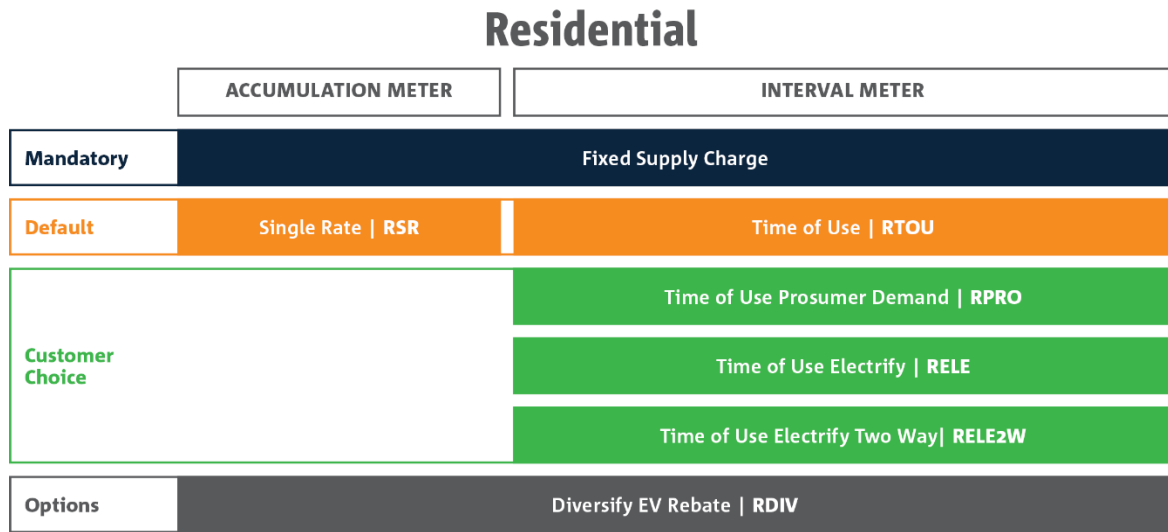 Residential
ACCUMULATION METER
INTERVAL METER
Mandatory
Fixed Supply Charge
Default
Single Rate | RSR
Time of Use | RTOU
Customer
Choice
Time of Use Prosumer Demand | RPRO
Time of Use Electrify | RELE
Time of Use Electrify Two Way| RELE2W
Options
Diversify EV Rebate | RDIV